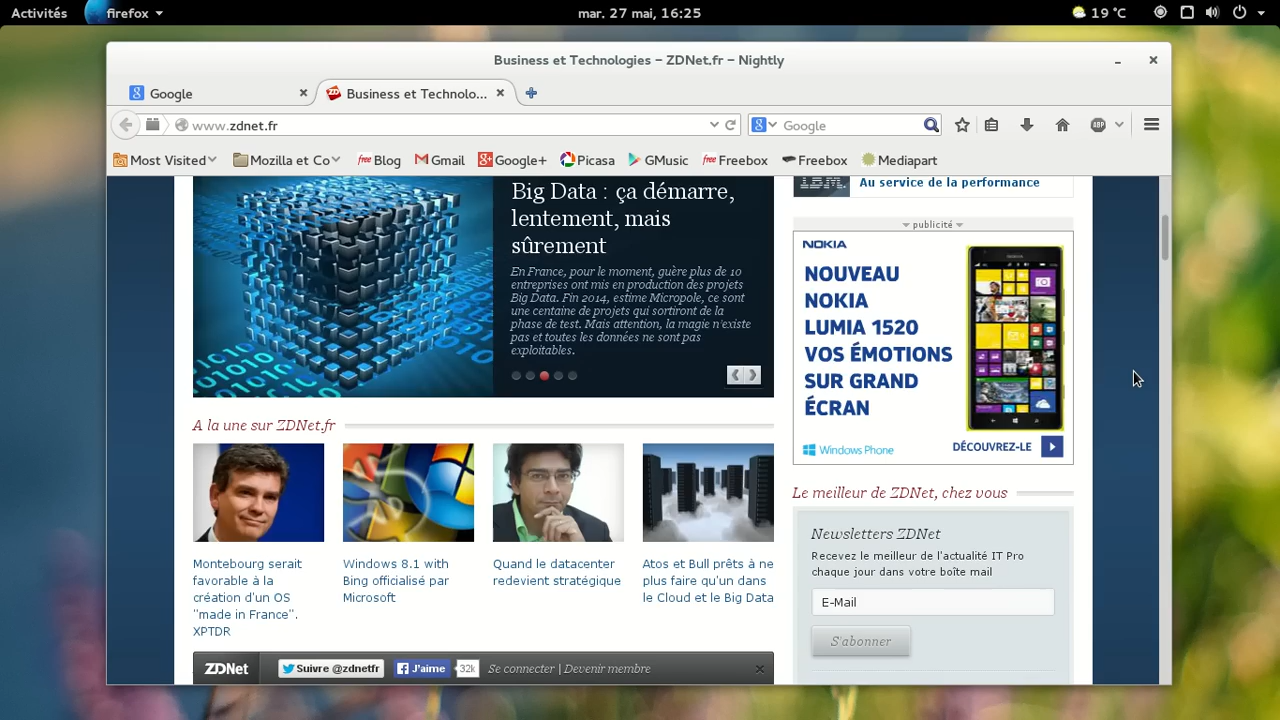 Activités
firefox
mar. 27 mai, 16:25
19 °C
Business et Technologies – ZDNet.fr – Nightly
Google
Business et Technolo...
www.zdnet.fr
Google
ABP
Most Visited
Mozilla et Co
free Blog
Gmail
Google+
Picasa
GMusic
free Freebox
Freebox
Mediapart
Big Data : ça démarre,
lentement, mais
sûrement
En France, pour le moment, guère plus de 10
entreprises ont mis en production des projets
Big Data. Fin 2014, estime Micropole, ce sont
une centaine de projets qui sortiront de la
phase de test. Mais attention, la magie n'existe
pas et toutes les données ne sont pas
exploitables.
IBM.
Au service de la performance
publicité
NOKIA
NOUVEAU
NOKIA
LUMIA 1520
VOS ÉMOTIONS
SUR GRAND
ÉCRAN
Windows Phone
DÉCOUVREZ-LE
A la une sur ZDNet.fr
Montebourg serait
favorable à la
création d'un OS
"made in France".
XPTDR
Windows 8.1 with
Bing officialisé par
Microsoft
Quand le datacenter
redevient stratégique
Atos et Bull prêts à ne
plus faire qu'un dans
le Cloud et le Big Data
Le meilleur de ZDNet, chez vous
Newsletters ZDNet
Recevez le meilleur de l'actualité IT Pro
chaque jour dans votre boîte mail
E-Mail
S'abonner
ZDNet
Suivre @zdnetfr
J'aime
32k
Se connecter | Devenir membre